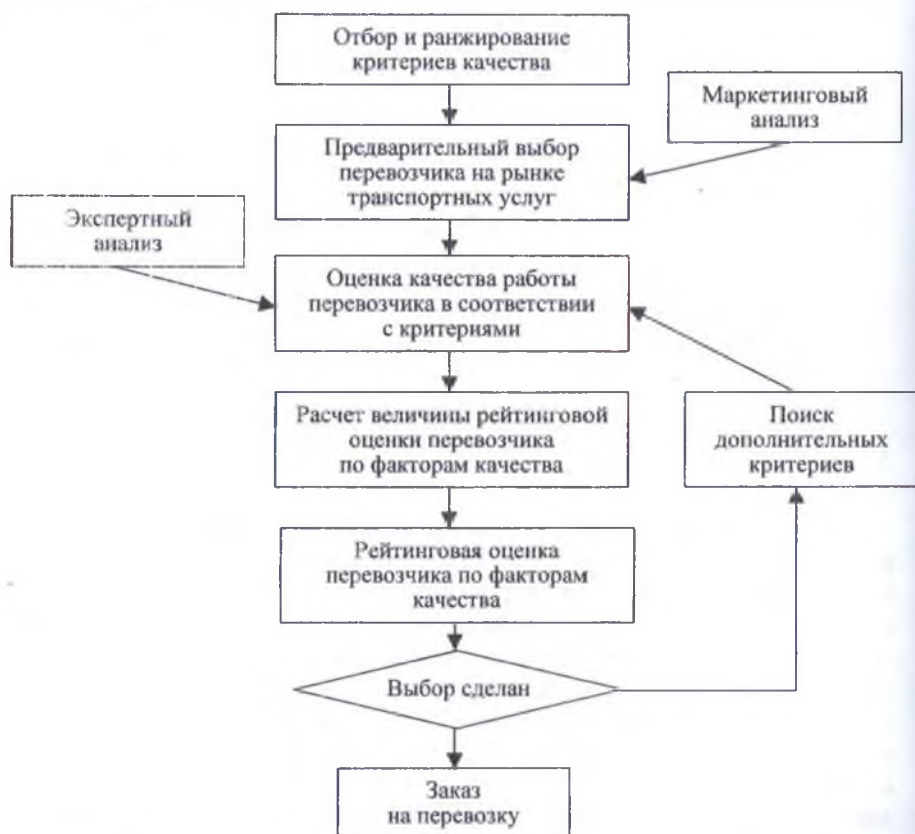 Отбор и ранжирование
критериев качества
Маркетинговый
анализ
Предварительный выбор
перевозчика на рынке
транспортных услуг
Экспертный
анализ
Оценка качества работы
перевозчика в соответствии
с критериями
Расчет величины рейтинговой
оценки перевозчика
по факторам качества
Поиск
дополнительных
критериев
Рейтинговая оценка
перевозчика по факторам
качества
Выбор сделан
Заказ
на перевозку